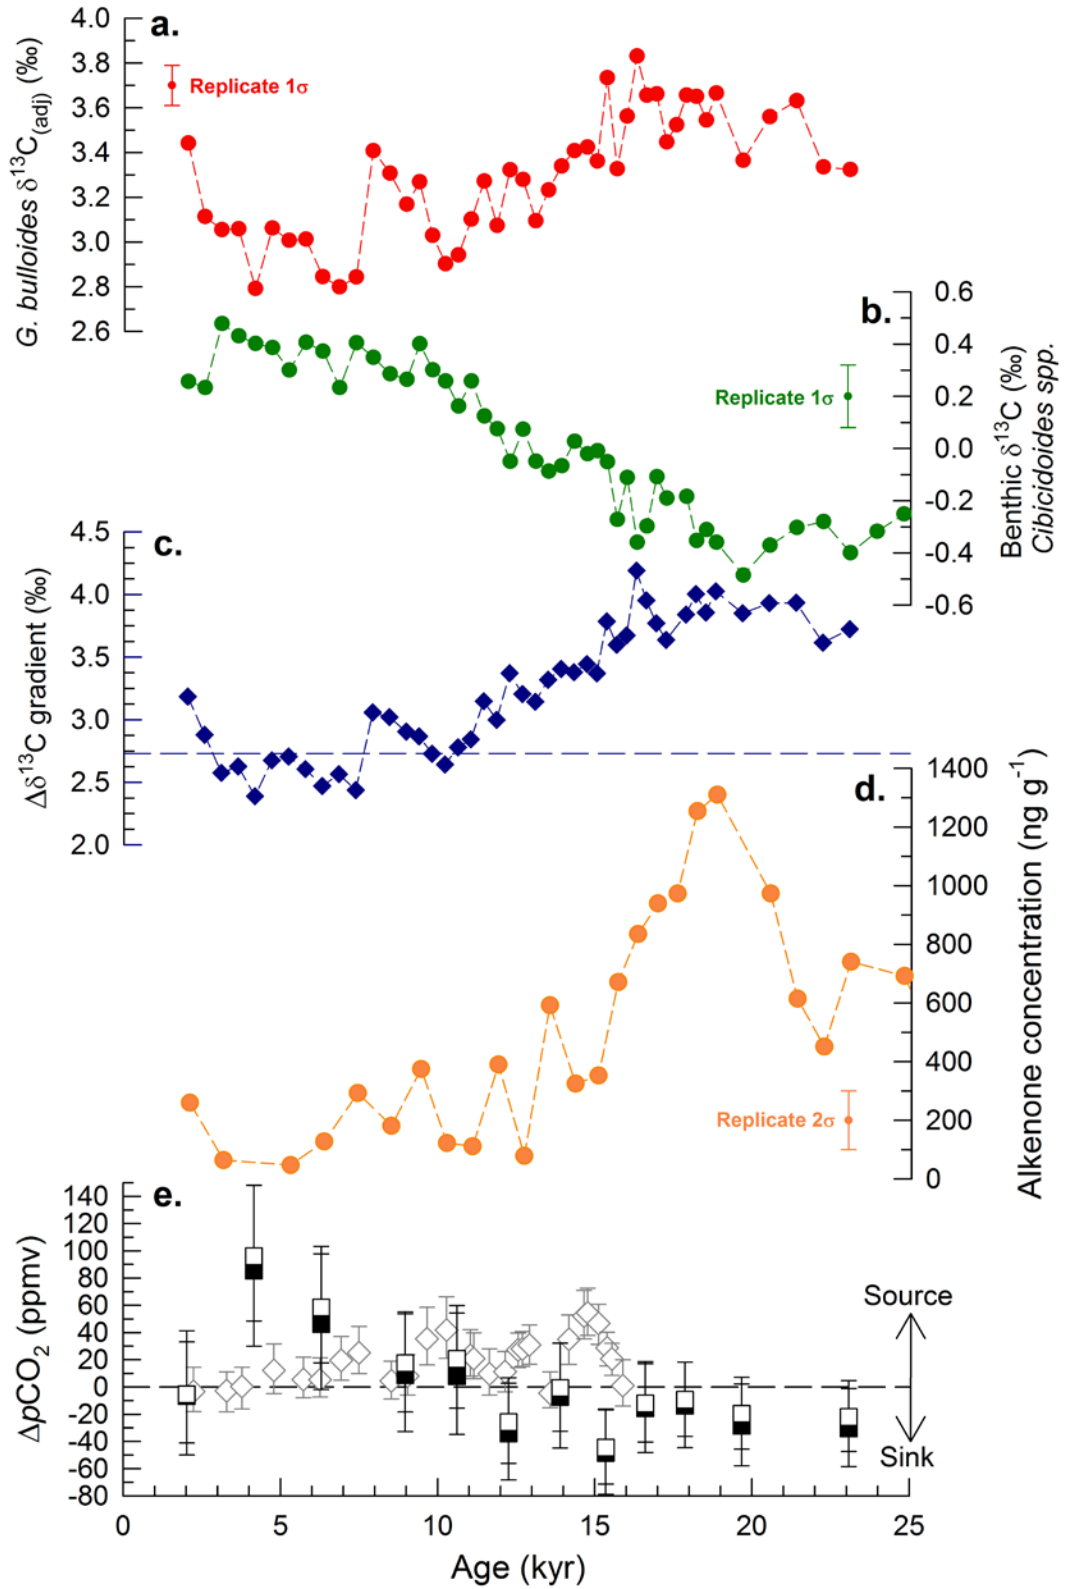 a.
G. bulloides δ¹³C(adj) (‰)
4.0
3.8
3.6
3.4
3.2
3.0
2.8
2.6
Replicate 1σ
b.
0.6
0.4
0.2
0.0
-0.2
-0.4
-0.6
Benthic δ¹³C (‰)
Cibicidoides spp.
Replicate 1σ
c.
Δδ¹³C gradient (‰)
4.5
4.0
3.5
3.0
2.5
2.0
d.
1400
1200
1000
800
600
400
200
0
Alkenone concentration (ng g⁻¹)
Replicate 2σ
e.
ΔpCO₂ (ppmv)
140
120
100
80
60
40
20
0
-20
-40
-60
-80
Source
Sink
0 5 10 15 20 25
Age (kyr)